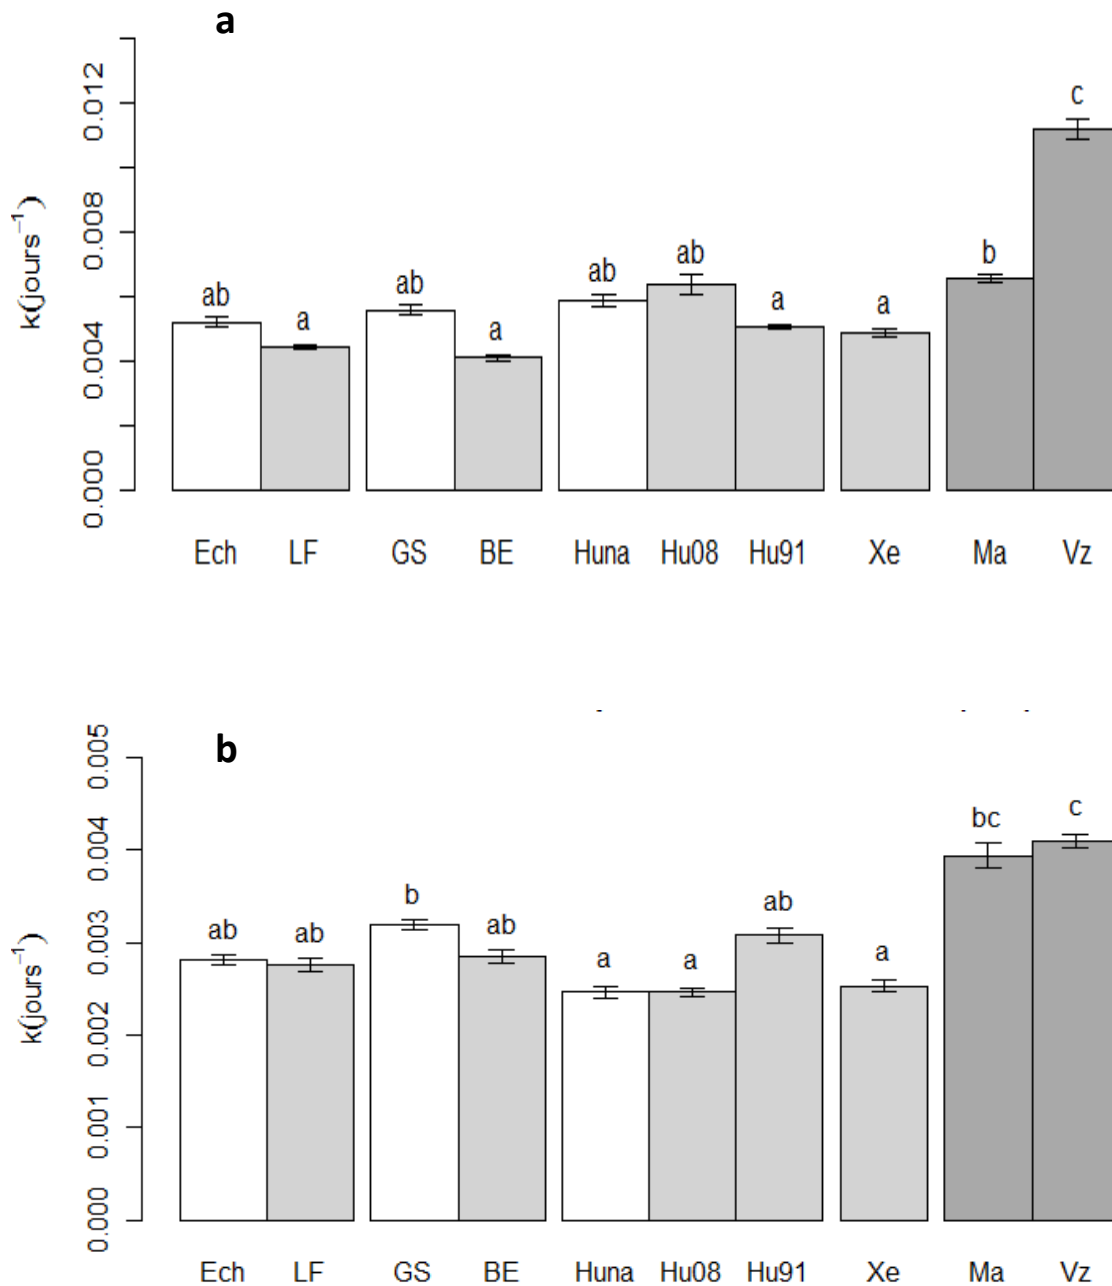 a
0.012
0.008
0.004
0.000
k(jours⁻¹)
ab a ab a ab ab a a b c
Ech LF GS BE Huna Hu08 Hu91 Xe Ma Vz
b
0.005
0.004
0.003
0.002
0.001
0.000
k(jours⁻¹)
ab ab b ab a a ab a bc c
Ech LF GS BE Huna Hu08 Hu91 Xe Ma Vz